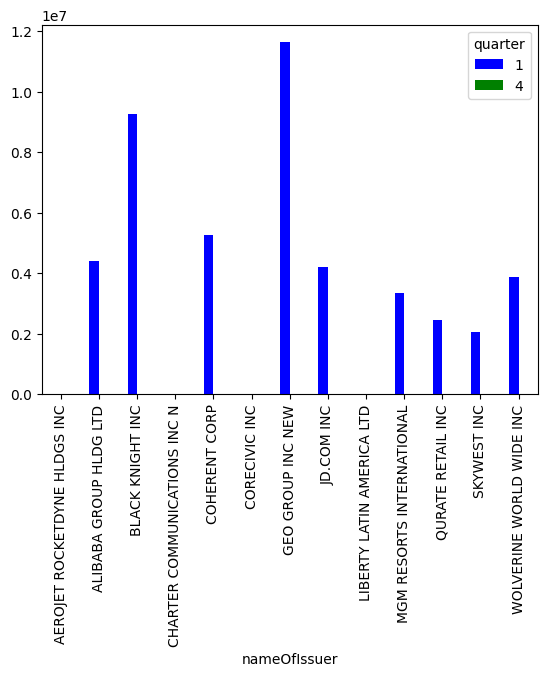 1e7
1.2
1.0
0.8
0.6
0.4
0.2
0.0
quarter
1
4
AEROJET ROCKETDYNE HLDGS INC
ALIBABA GROUP HLDG LTD
BLACK KNIGHT INC
CHARTER COMMUNICATIONS INC N
COHERENT CORP
CORECIVIC INC
GEO GROUP INC NEW
JD.COM INC
LIBERTY LATIN AMERICA LTD
MGM RESORTS INTERNATIONAL
QURATE RETAIL INC
SKYWEST INC
WOLVERINE WORLD WIDE INC
nameOfIssuer